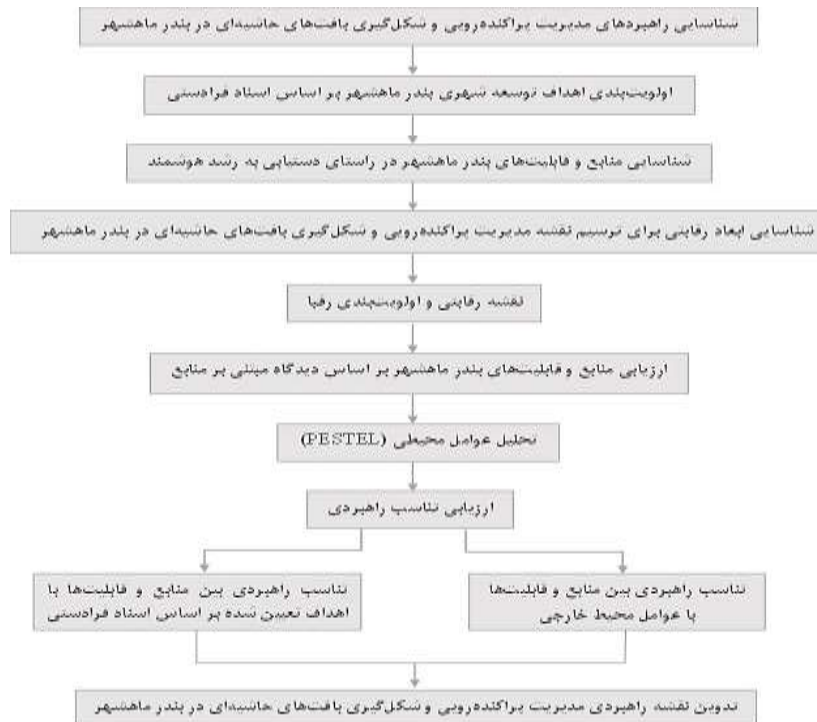 شناسایی راهبردهای مدیریت پراکنده‌رویی و شکل‌گیری بافت‌های حاشیه‌ای در بندر ماهشهر
اولویت‌بندی اهداف توسعه شهری بندر ماهشهر بر اساس اسناد فرادستی
شناسایی منابع و قابلیت‌های بندر ماهشهر در راستای دستیابی به رشد هوشمند
شناسایی ابعاد رقابتی برای ترسیم نقشه مدیریت پراکنده‌رویی و شکل‌گیری بافت‌های حاشیه‌ای در بندر ماهشهر
نقشه رقابتی و اولویت‌بندی رقبا
ارزیابی منابع و قابلیت‌های بندر ماهشهر بر اساس دیدگاه مبتنی بر منابع
تحلیل عوامل محیطی (PESTEL)
ارزیابی تناسب راهبردی
تناسب راهبردی بین منابع و قابلیت‌ها
با عوامل محیط خارجی
تناسب راهبردی بین منابع و قابلیت‌ها با
اهداف تعیین شده بر اساس اسناد فرادستی
تدوین نقشه راهبردی مدیریت پراکنده‌رویی و شکل‌گیری بافت‌های حاشیه‌ای در بندر ماهشهر